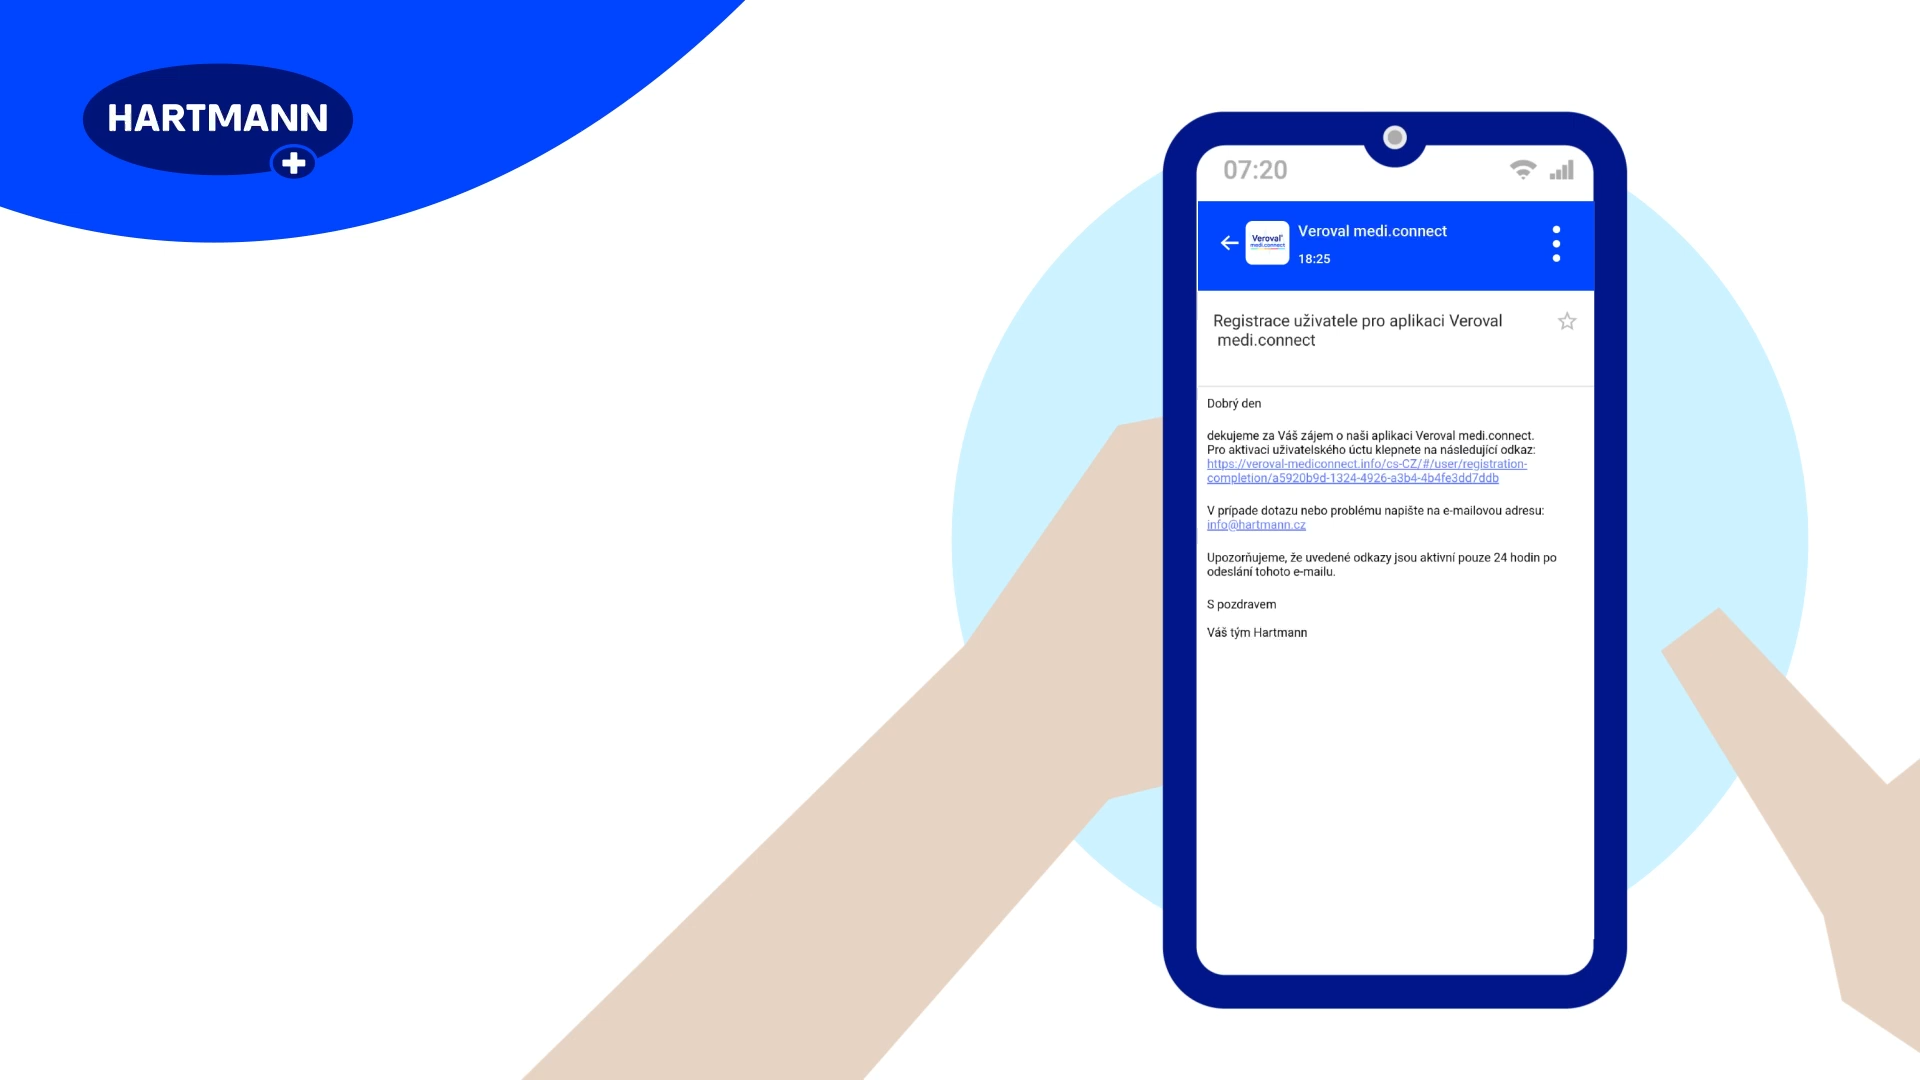 HARTMANN
07:20
Veroval medi.connect
18:25
Veroval®
medi.connect
Registrace uživatele pro aplikaci Veroval
medi.connect
Dobrý den
dekujeme za Váš zájem o naši aplikaci Veroval medi.connect.
Pro aktivaci uživatelského úctu klepnete na následující odkaz:
https://veroval-mediconnect.info/cs-CZ/#/user/registration-
completion/a5920b9d-1324-4926-a3b4-4b4fe3dd7ddb
V prípade dotazu nebo problému napište na e-mailovou adresu:
info@hartmann.cz
Upozorňujeme, že uvedené odkazy jsou aktivní pouze 24 hodin po
odeslání tohoto e-mailu.
S pozdravem
Váš tým Hartmann